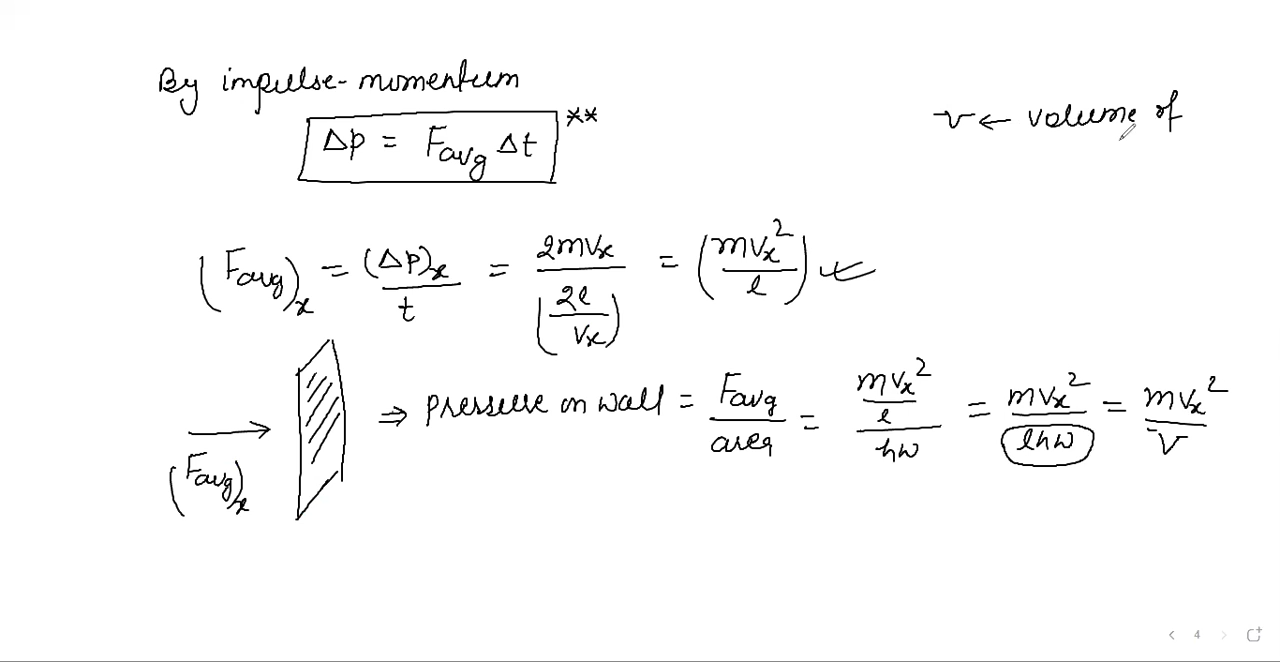 By impulse-momentum
Δp = Favg Δt **
v ← volume of
(Favg)x = (Δp)x / t = 2mvx / (2l / vx) = (mvx² / l)
⇒ pressure on wall = Favg / area = (mvx² / l) / hw = mvx² / lhw = mvx² / V
(Favg)x
4